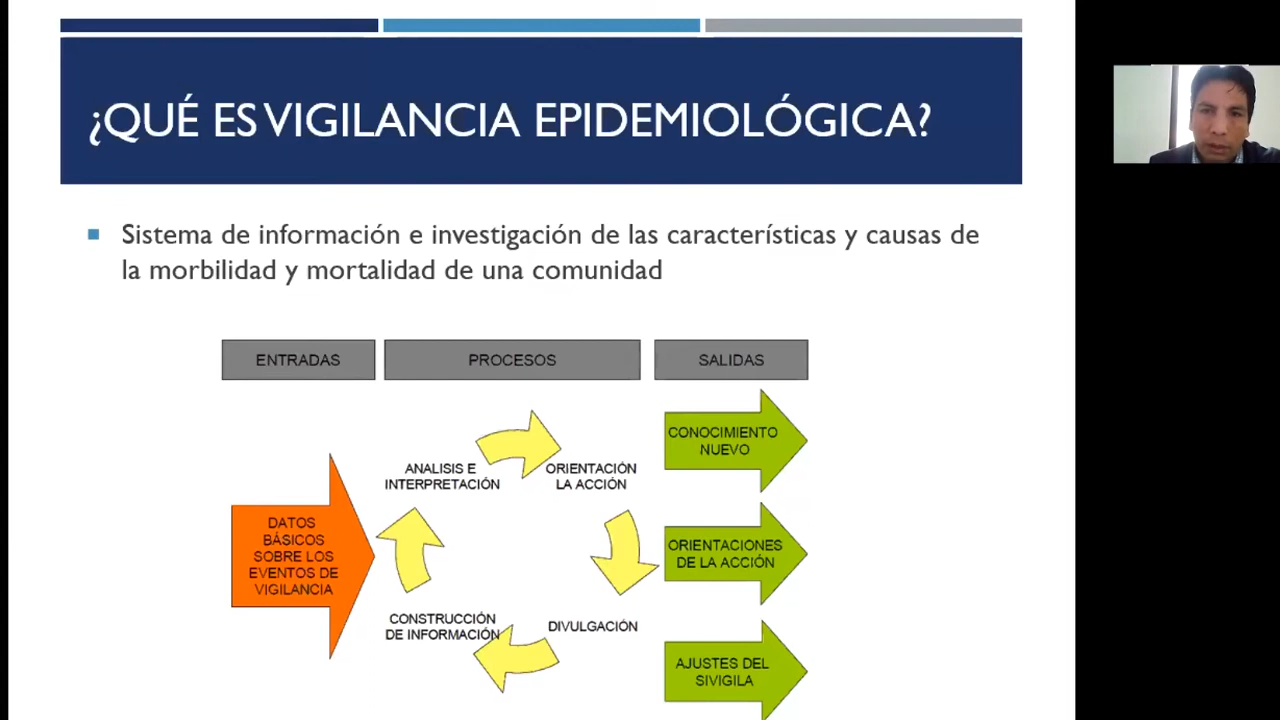 ¿QUÉ ES VIGILANCIA EPIDEMIOLÓGICA?
Sistema de información e investigación de las características y causas de
la morbilidad y mortalidad de una comunidad
ENTRADAS
PROCESOS
SALIDAS
DATOS
BÁSICOS
SOBRE LOS
EVENTOS DE
VIGILANCIA
ANALISIS E
INTERPRETACIÓN
ORIENTACIÓN
LA ACCIÓN
CONSTRUCCIÓN
DE INFORMACIÓN
DIVULGACIÓN
CONOCIMIENTO
NUEVO
ORIENTACIONES
DE LA ACCIÓN
AJUSTES DEL
SIVIGILA